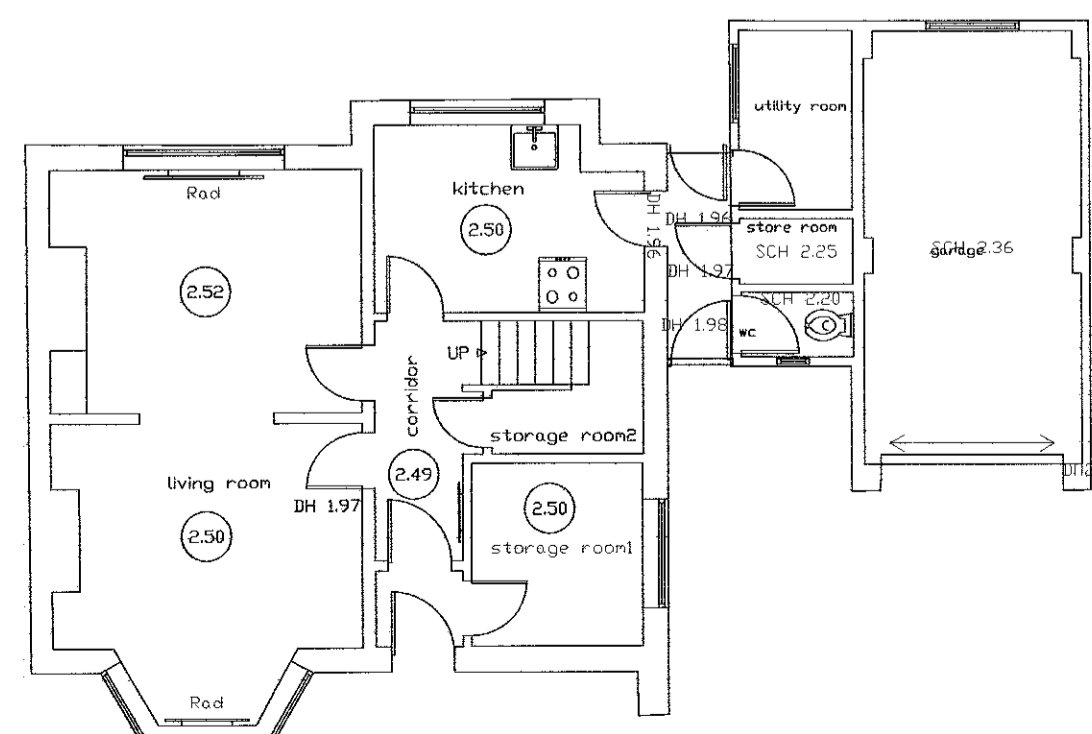 utility room
Rad
kitchen
2.50
DH 1.96
DH 1.96
store room
SCH 2.25
SCH 2.36
garage
2.52
DH 1.97
SCH 2.20
DH 1.98
wc
UP
corridor
storage room2
living room
2.49
DH 1.97
2.50
2.50
storage room1
Rad